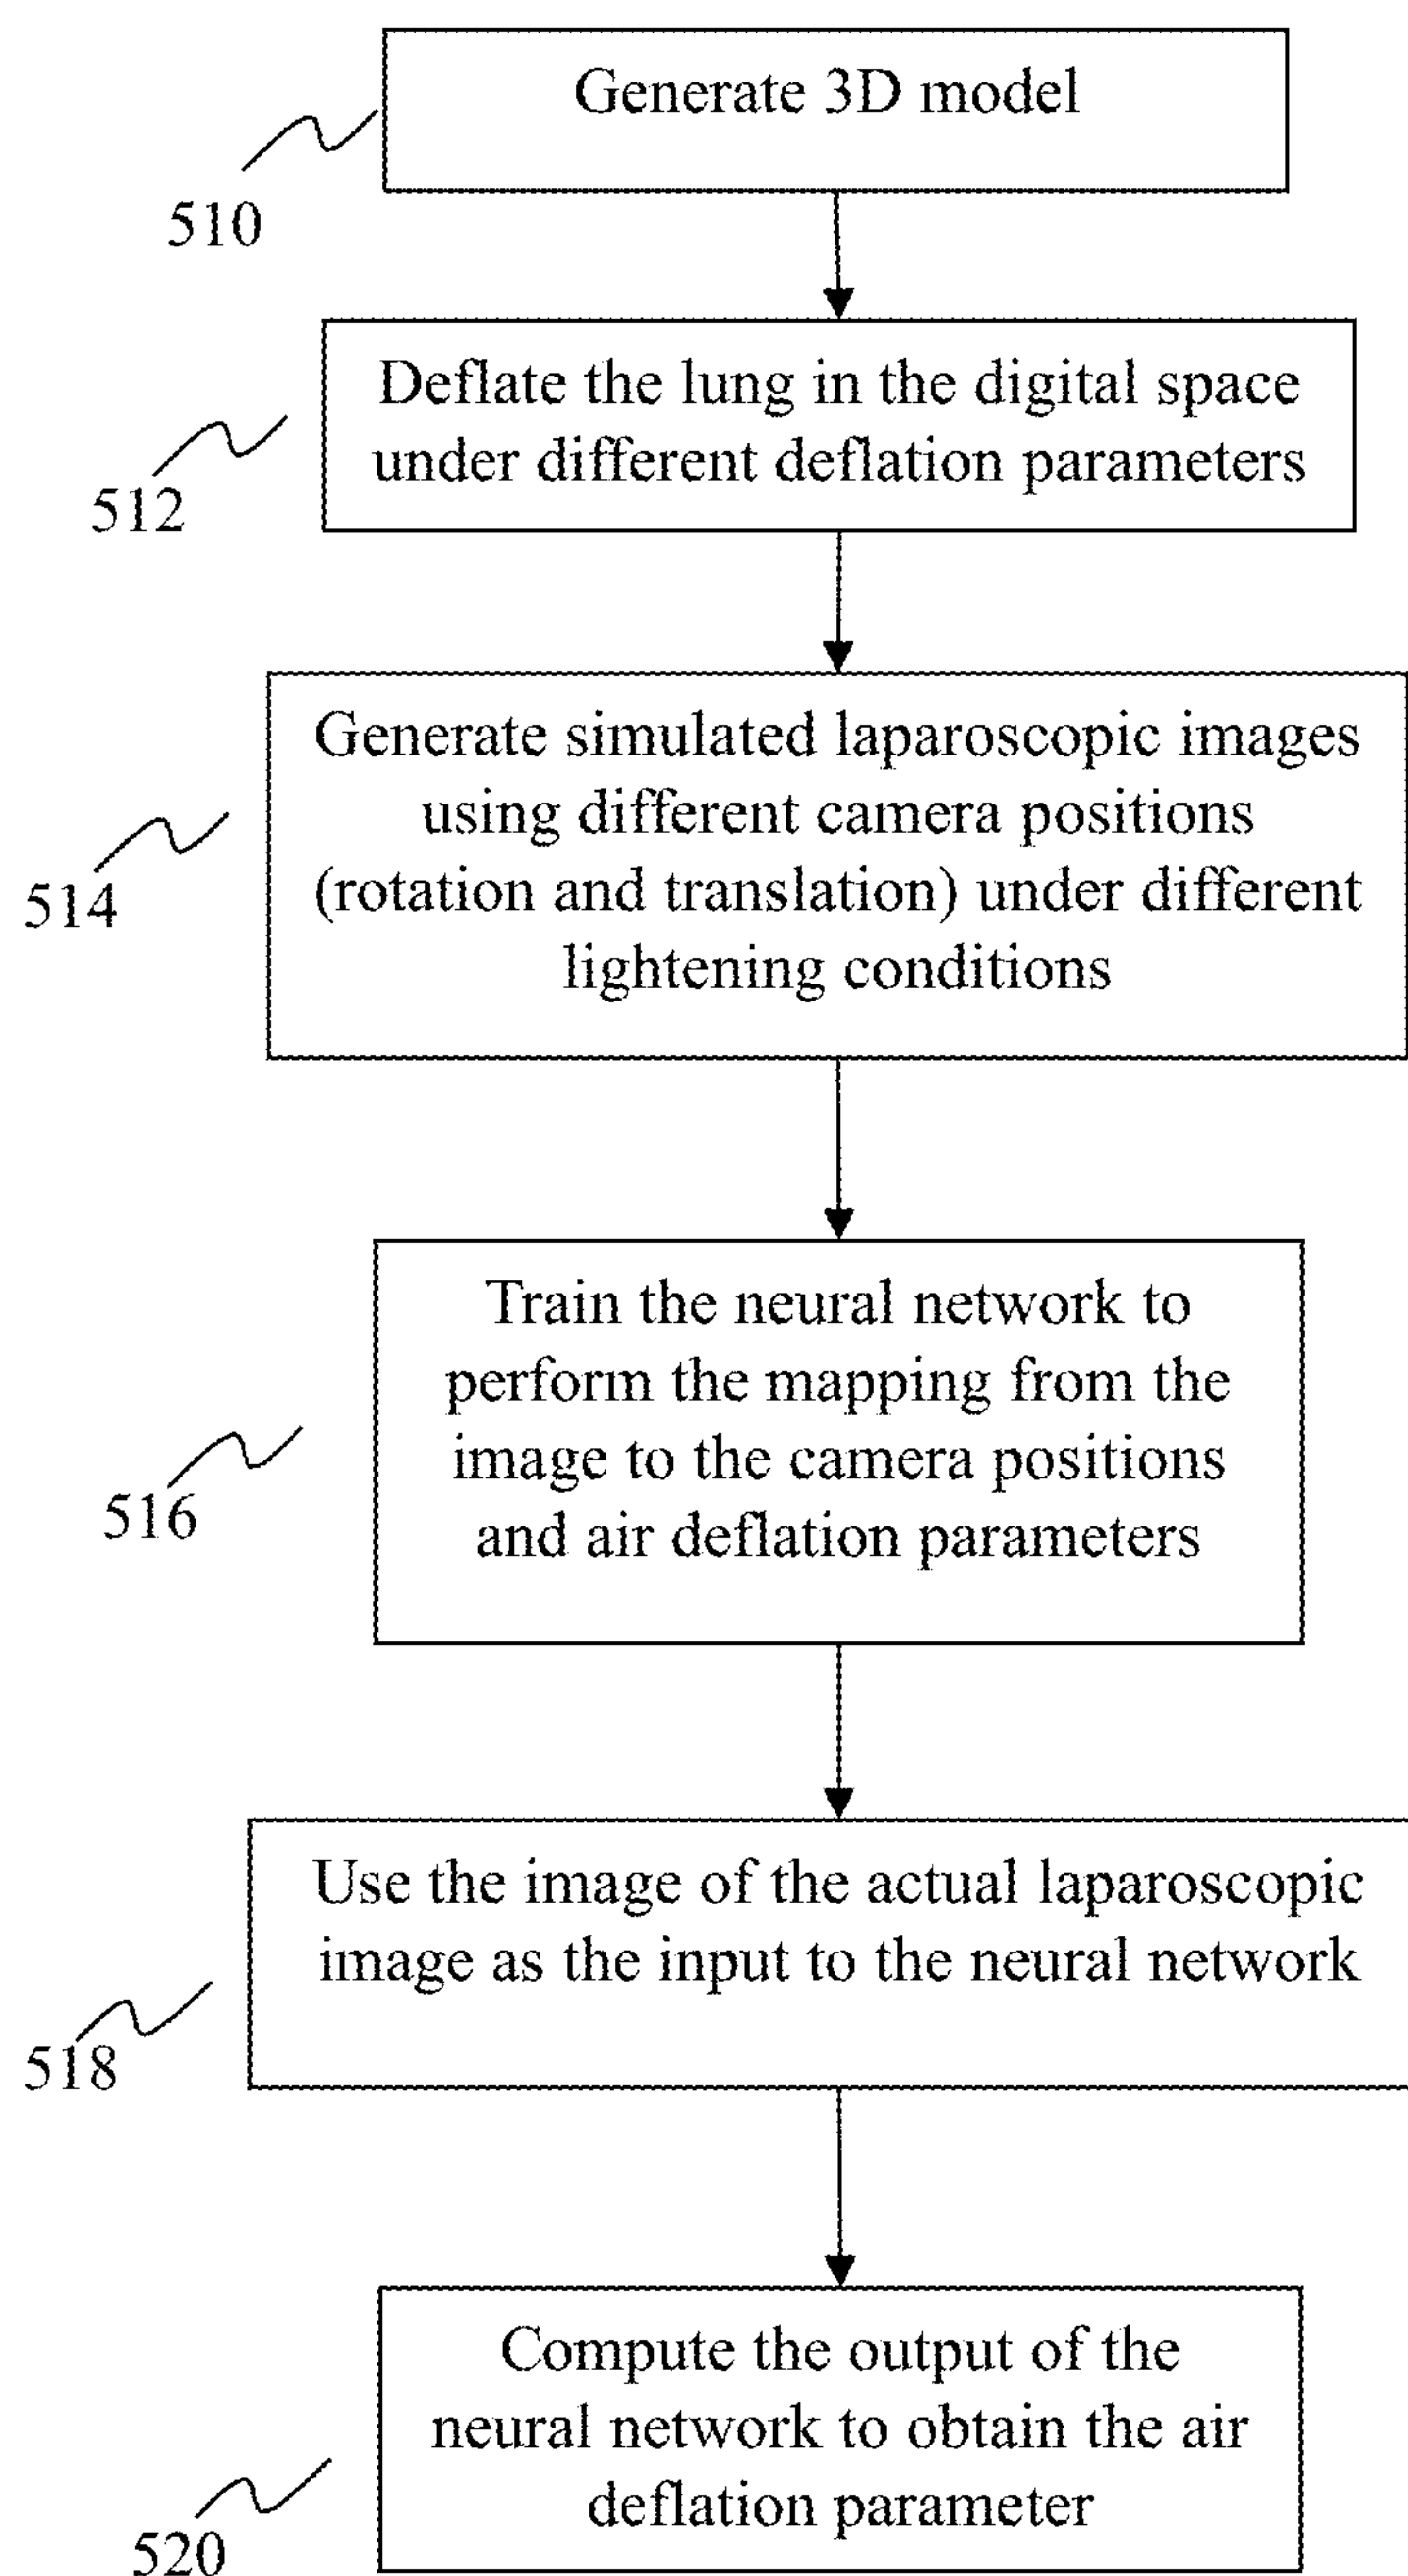 Generate 3D model
510
Deflate the lung in the digital space
under different deflation parameters
512
Generate simulated laparoscopic images
using different camera positions
(rotation and translation) under different
lightening conditions
514
Train the neural network to
perform the mapping from the
image to the camera positions
and air deflation parameters
516
Use the image of the actual laparoscopic
image as the input to the neural network
518
Compute the output of the
neural network to obtain the air
deflation parameter
520